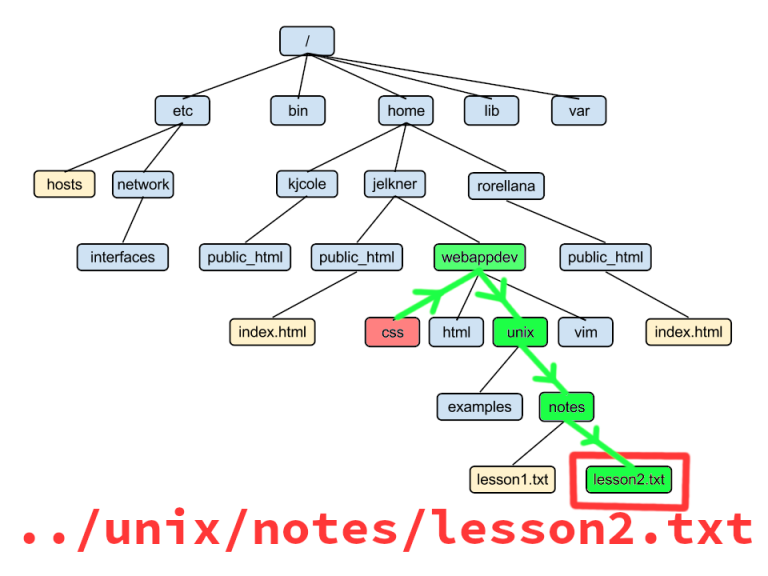 /
etc bin home lib var
hosts network kjcole jelkner rorellana
interfaces public_html public_html webappdev public_html
index.html css html unix vim index.html
examples notes
lesson1.txt lesson2.txt
../unix/notes/lesson2.txt